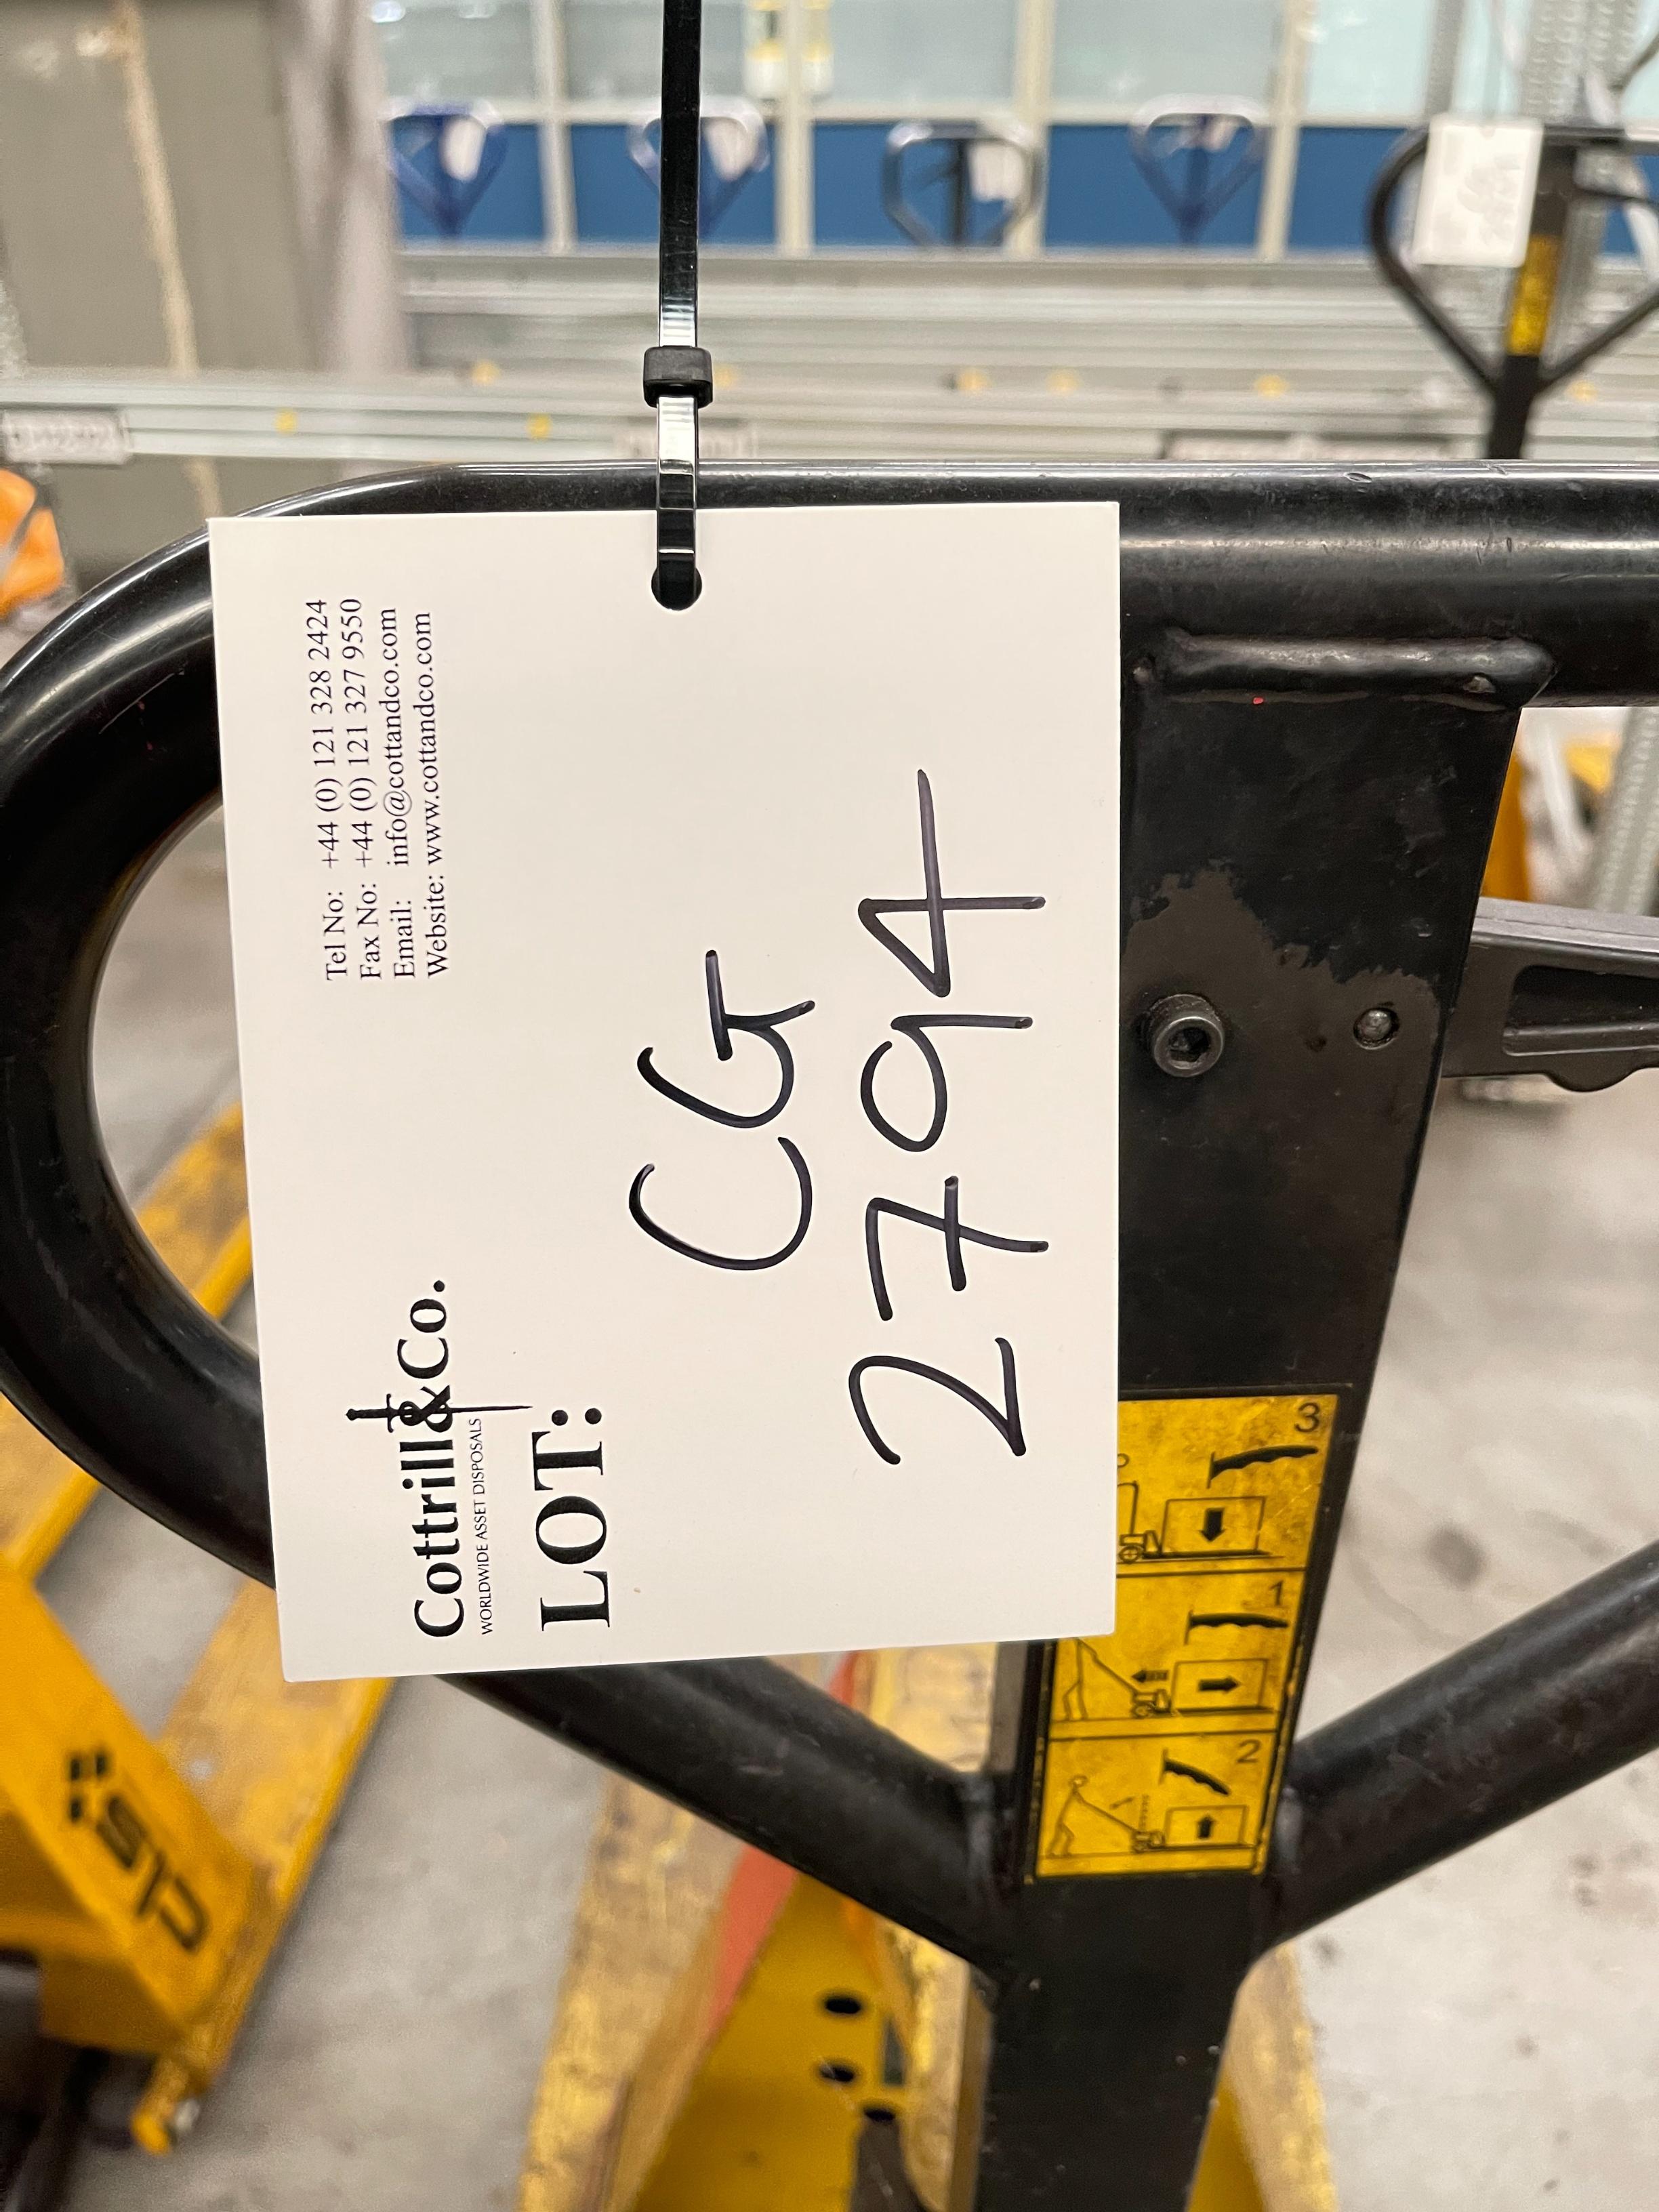 Cottrill&Co.
WORLDWIDE ASSET DISPOSALS
Tel No: +44 (0) 121 328 2424
Fax No: +44 (0) 121 327 9550
Email: info@cottandco.com
Website: www.cottandco.com
LOT:
CG
2794
3
1
2